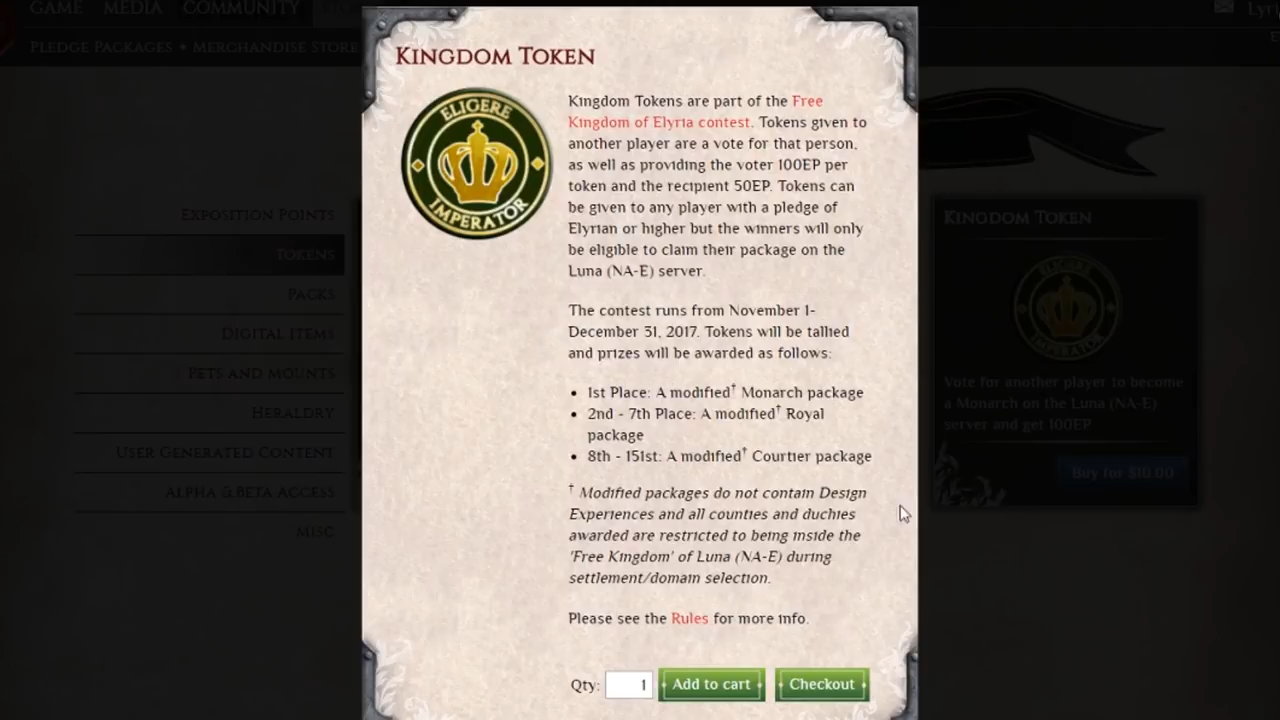 GAME MEDIA COMMUNITY
Lyri
PLEDGE PACKAGES ✦ MERCHANDISE STORE
KINGDOM TOKEN
ELIGERE
IMPERATOR
Kingdom Tokens are part of the Free
Kingdom of Elyria contest. Tokens given to
another player are a vote for that person,
as well as providing the voter 100EP per
token and the recipient 50EP. Tokens can
be given to any player with a pledge of
Elyrian or higher but the winners will only
be eligible to claim their package on the
Luna (NA-E) server.
The contest runs from November 1-
December 31, 2017. Tokens will be tallied
and prizes will be awarded as follows:
• 1st Place: A modified† Monarch package
• 2nd - 7th Place: A modified† Royal
package
• 8th - 151st: A modified† Courtier package
† Modified packages do not contain Design
Experiences and all counties and duchies
awarded are restricted to being inside the
'Free Kingdom' of Luna (NA-E) during
settlement/domain selection.
Please see the Rules for more info.
Qty: 1 Add to cart Checkout
EXPOSITION POINTS
TOKENS
PACKS
DIGITAL ITEMS
PETS AND MOUNTS
HERALDRY
USER GENERATED CONTENT
ALPHA & BETA ACCESS
MISC
KINGDOM TOKEN
ELIGERE
IMPERATOR
Vote for another player to become
a Monarch on the Luna (NA-E)
server and get 100EP
Buy for $10.00